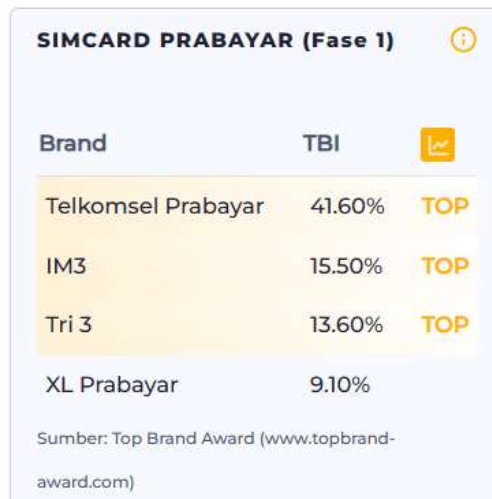 SIMCARD PRABAYAR (Fase 1)
Brand TBI
Telkomsel Prabayar 41.60% TOP
IM3 15.50% TOP
Tri 3 13.60% TOP
XL Prabayar 9.10%
Sumber: Top Brand Award (www.topbrand-
award.com)